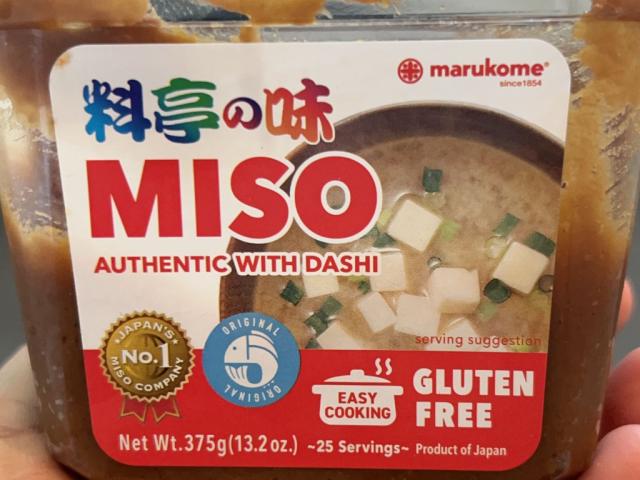 marukome®
since1854
料亭の味
MISO
AUTHENTIC WITH DASHI
serving suggestion
JAPAN'S
No.1
MISO COMPANY
ORIGINAL
ORIGINAL
EASY
COOKING
GLUTEN
FREE
Net Wt.375g(13.2oz.) ~25 Servings~ Product of Japan